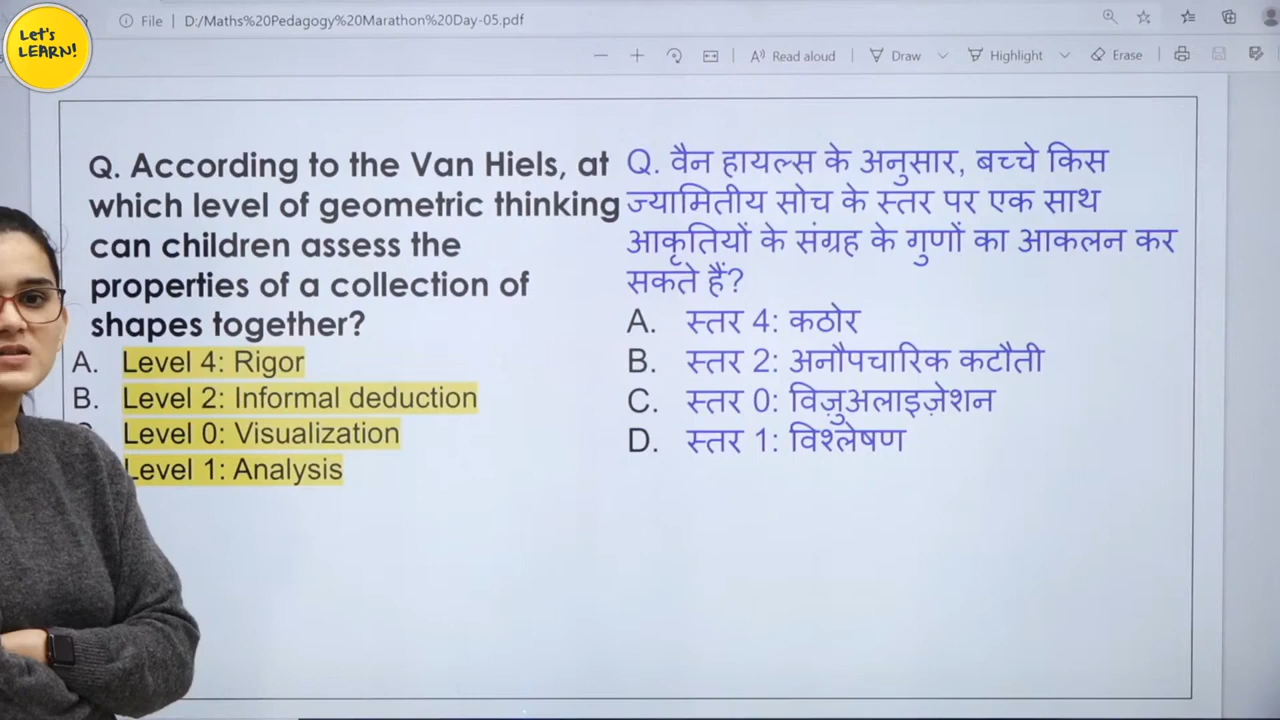 Let's
LEARN!
File | D:/Maths%20Pedagogy%20Marathon%20Day-05.pdf
Read aloud
Draw
Highlight
Erase
Q. According to the Van Hiels, at
which level of geometric thinking
can children assess the
properties of a collection of
shapes together?
A. Level 4: Rigor
B. Level 2: Informal deduction
Level 0: Visualization
Level 1: Analysis
Q. वैन हायल्स के अनुसार, बच्चे किस
ज्यामितीय सोच के स्तर पर एक साथ
आकृतियों के संग्रह के गुणों का आकलन कर
सकते हैं?
A. स्तर 4: कठोर
B. स्तर 2: अनौपचारिक कटौती
C. स्तर 0: विज़ुअलाइज़ेशन
D. स्तर 1: विश्लेषण